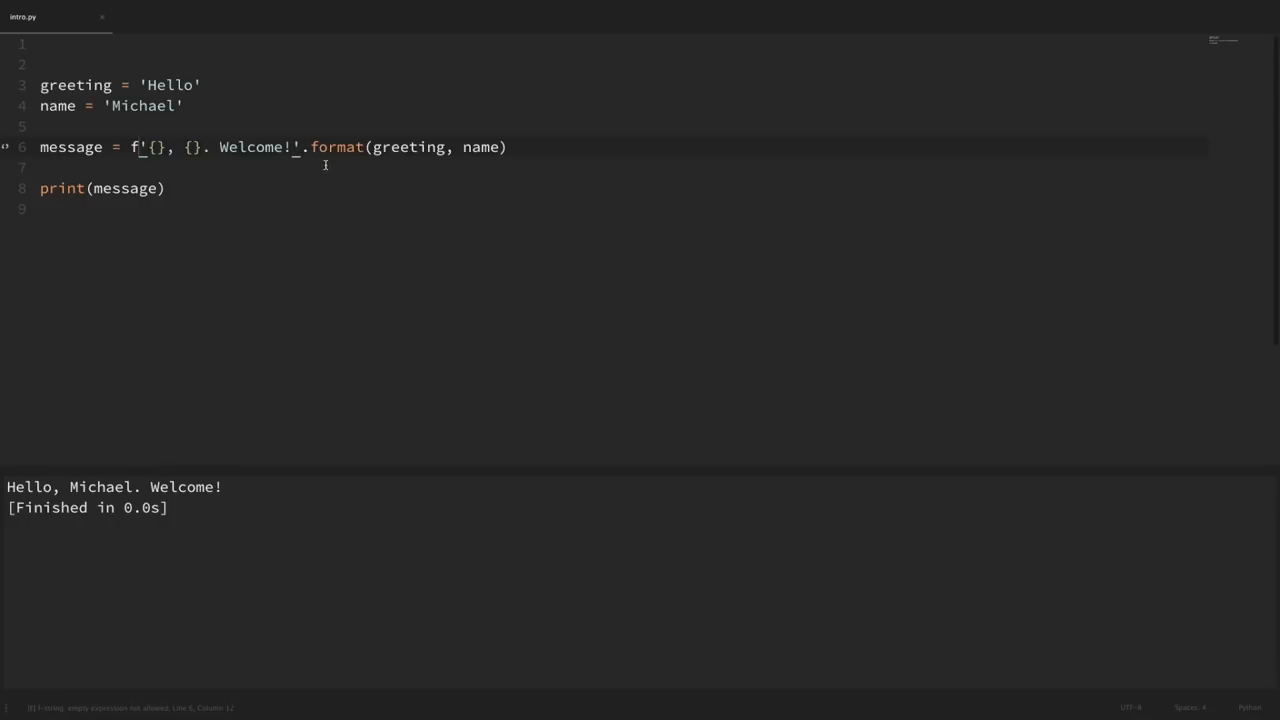 intro.py ×
1
2
3 greeting = 'Hello'
4 name = 'Michael'
5
6 message = f'{}, {}. Welcome!'.format(greeting, name)
7
8 print(message)
9
Hello, Michael. Welcome!
[Finished in 0.0s]
f-string: empty expression not allowed, Line 5, Column 12 UTF-8 Spaces: 4 Python